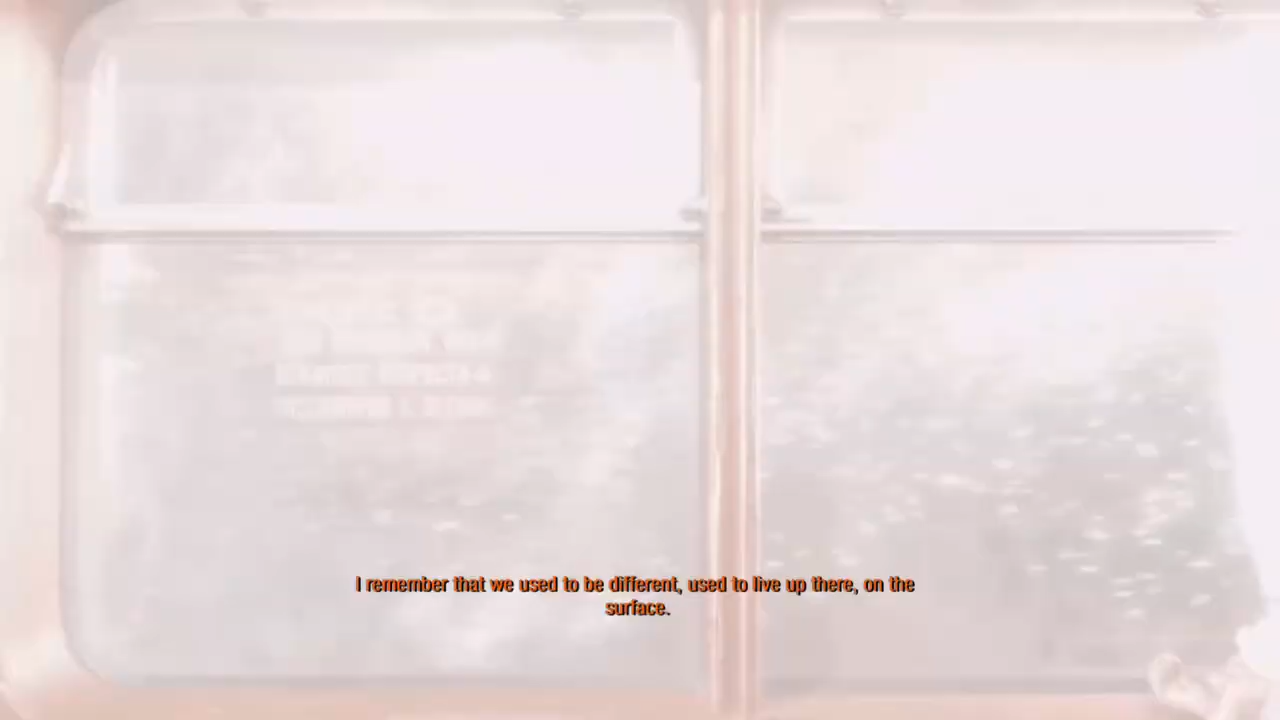 I remember that we used to be different, used to live up there, on the
surface.